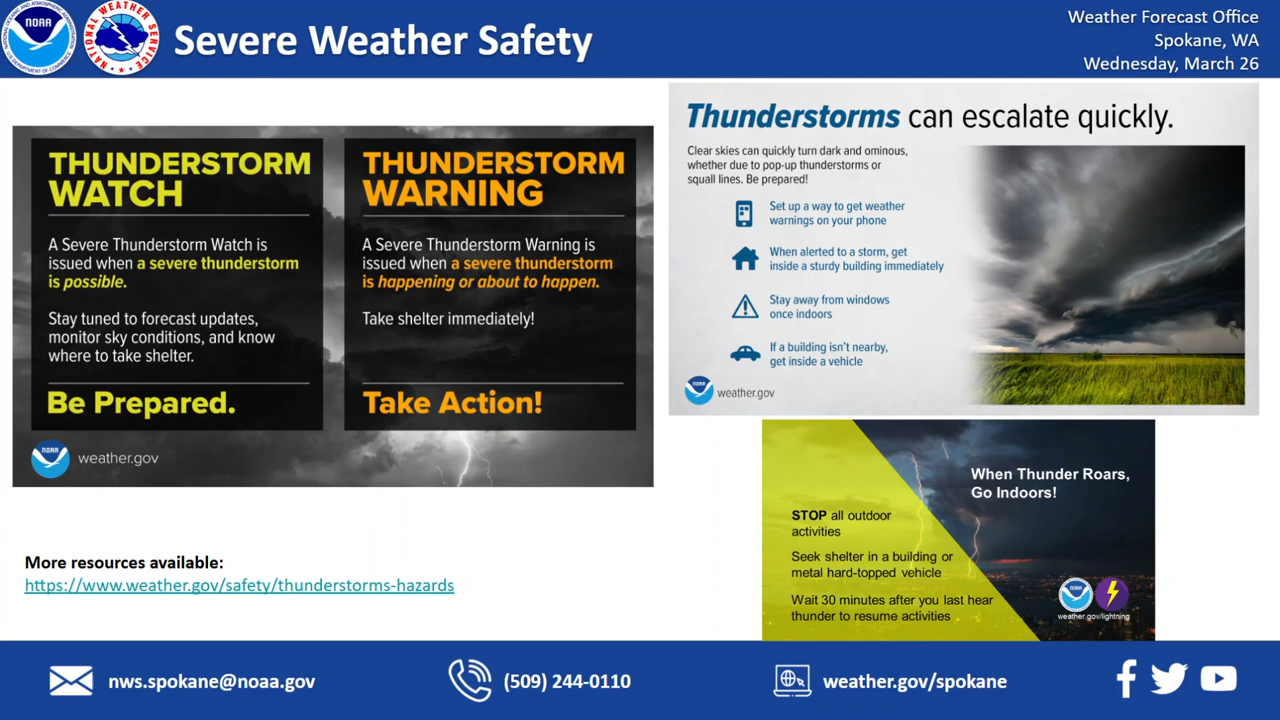 NOAA
NATIONAL WEATHER SERVICE
Severe Weather Safety
Weather Forecast Office
Spokane, WA
Wednesday, March 26
THUNDERSTORM
WATCH
A Severe Thunderstorm Watch is
issued when a severe thunderstorm
is possible.
Stay tuned to forecast updates,
monitor sky conditions, and know
where to take shelter.
Be Prepared.
THUNDERSTORM
WARNING
A Severe Thunderstorm Warning is
issued when a severe thunderstorm
is happening or about to happen.
Take shelter immediately!
Take Action!
NOAA
weather.gov
Thunderstorms can escalate quickly.
Clear skies can quickly turn dark and ominous,
whether due to pop-up thunderstorms or
squall lines. Be prepared!
Set up a way to get weather
warnings on your phone
When alerted to a storm, get
inside a sturdy building immediately
Stay away from windows
once indoors
If a building isn't nearby,
get inside a vehicle
NOAA
weather.gov
When Thunder Roars,
Go Indoors!
STOP all outdoor
activities
Seek shelter in a building or
metal hard-topped vehicle
Wait 30 minutes after you last hear
thunder to resume activities
NOAA
weather.gov/lightning
More resources available:
https://www.weather.gov/safety/thunderstorms-hazards
nws.spokane@noaa.gov
(509) 244-0110
weather.gov/spokane